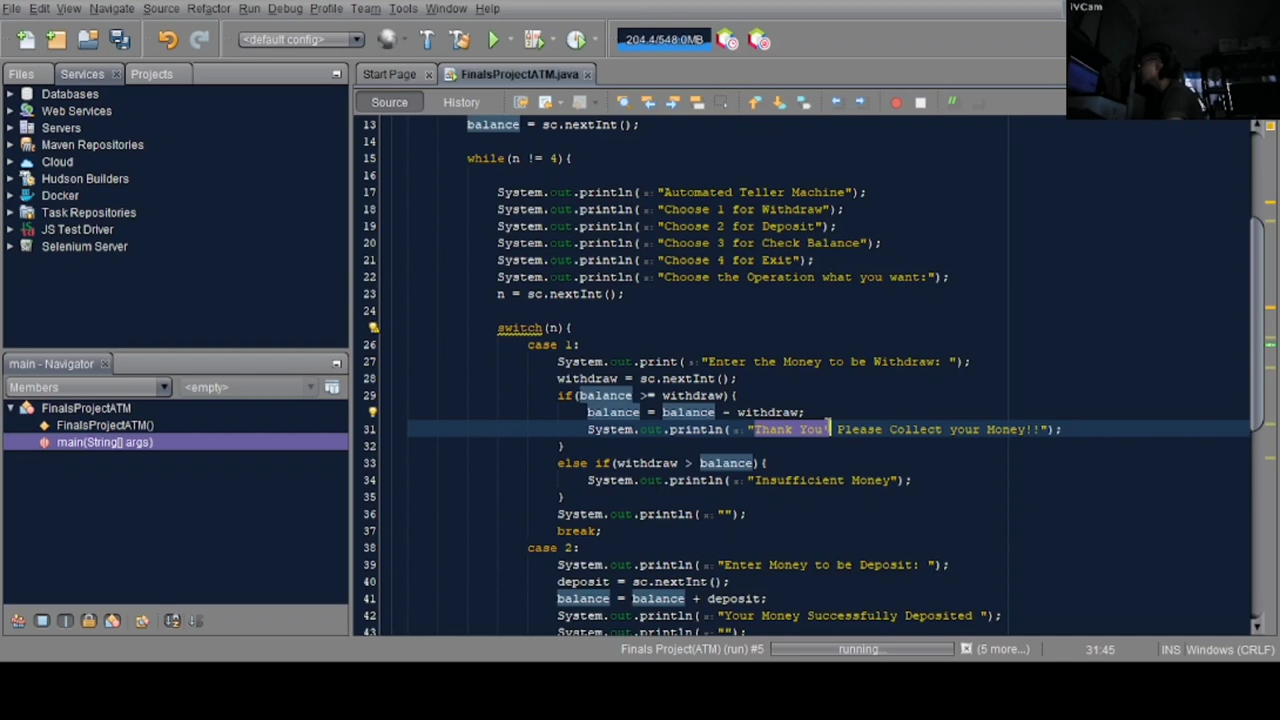 File Edit View Navigate Source Refactor Run Debug Profile Team Tools Window Help
iVCam
<default config>
204.4/548.0MB
Files Services Projects
Start Page FinalsProjectATM.java
Source History
Databases
Web Services
Servers
Maven Repositories
Cloud
Hudson Builders
Docker
Task Repositories
JS Test Driver
Selenium Server
main - Navigator
Members <empty>
FinalsProjectATM
FinalsProjectATM()
main(String[] args)
13 balance = sc.nextInt();
14
15 while(n != 4){
16
17 System.out.println(x:"Automated Teller Machine");
18 System.out.println(x:"Choose 1 for Withdraw");
19 System.out.println(x:"Choose 2 for Deposit");
20 System.out.println(x:"Choose 3 for Check Balance");
21 System.out.println(x:"Choose 4 for Exit");
22 System.out.println(x:"Choose the Operation what you want:");
23 n = sc.nextInt();
24
25 switch(n){
26 case 1:
27 System.out.print(s:"Enter the Money to be Withdraw: ");
28 withdraw = sc.nextInt();
29 if(balance >= withdraw){
30 balance = balance - withdraw;
31 System.out.println(x:"Thank You! Please Collect your Money!!");
32 }
33 else if(withdraw > balance){
34 System.out.println(x:"Insufficient Money");
35 }
36 System.out.println(x:"");
37 break;
38 case 2:
39 System.out.println(x:"Enter Money to be Deposit: ");
40 deposit = sc.nextInt();
41 balance = balance + deposit;
42 System.out.println(x:"Your Money Successfully Deposited ");
43 System.out.println(x:"");
Finals Project(ATM) (run) #5 running... (5 more...) 31:45 INS Windows (CRLF)